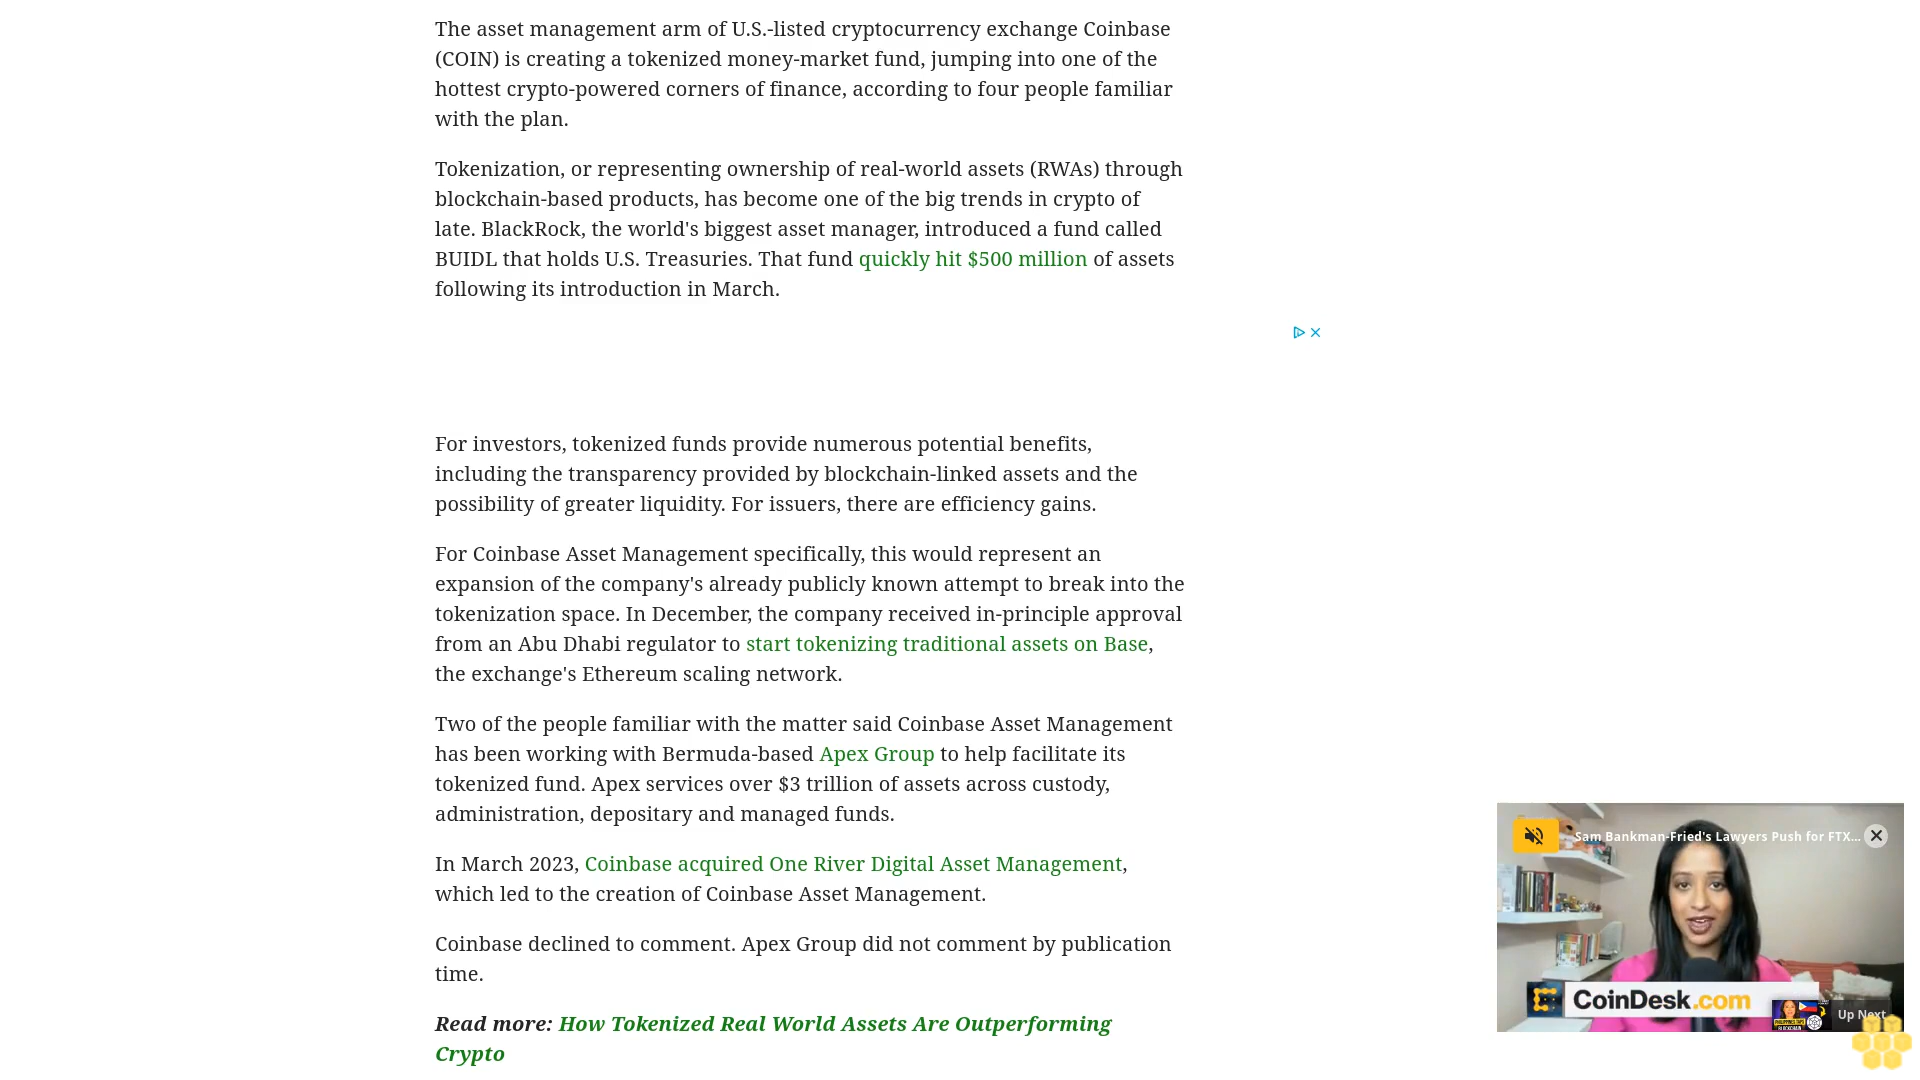 The asset management arm of U.S.-listed cryptocurrency exchange Coinbase
(COIN) is creating a tokenized money-market fund, jumping into one of the
hottest crypto-powered corners of finance, according to four people familiar
with the plan.
Tokenization, or representing ownership of real-world assets (RWAs) through
blockchain-based products, has become one of the big trends in crypto of
late. BlackRock, the world's biggest asset manager, introduced a fund called
BUIDL that holds U.S. Treasuries. That fund quickly hit $500 million of assets
following its introduction in March.
For investors, tokenized funds provide numerous potential benefits,
including the transparency provided by blockchain-linked assets and the
possibility of greater liquidity. For issuers, there are efficiency gains.
For Coinbase Asset Management specifically, this would represent an
expansion of the company's already publicly known attempt to break into the
tokenization space. In December, the company received in-principle approval
from an Abu Dhabi regulator to start tokenizing traditional assets on Base,
the exchange's Ethereum scaling network.
Two of the people familiar with the matter said Coinbase Asset Management
has been working with Bermuda-based Apex Group to help facilitate its
tokenized fund. Apex services over $3 trillion of assets across custody,
administration, depositary and managed funds.
In March 2023, Coinbase acquired One River Digital Asset Management,
which led to the creation of Coinbase Asset Management.
Coinbase declined to comment. Apex Group did not comment by publication
time.
Read more: How Tokenized Real World Assets Are Outperforming
Crypto
Sam Bankman-Fried's Lawyers Push for FTX...
CoinDesk.com
Up Next